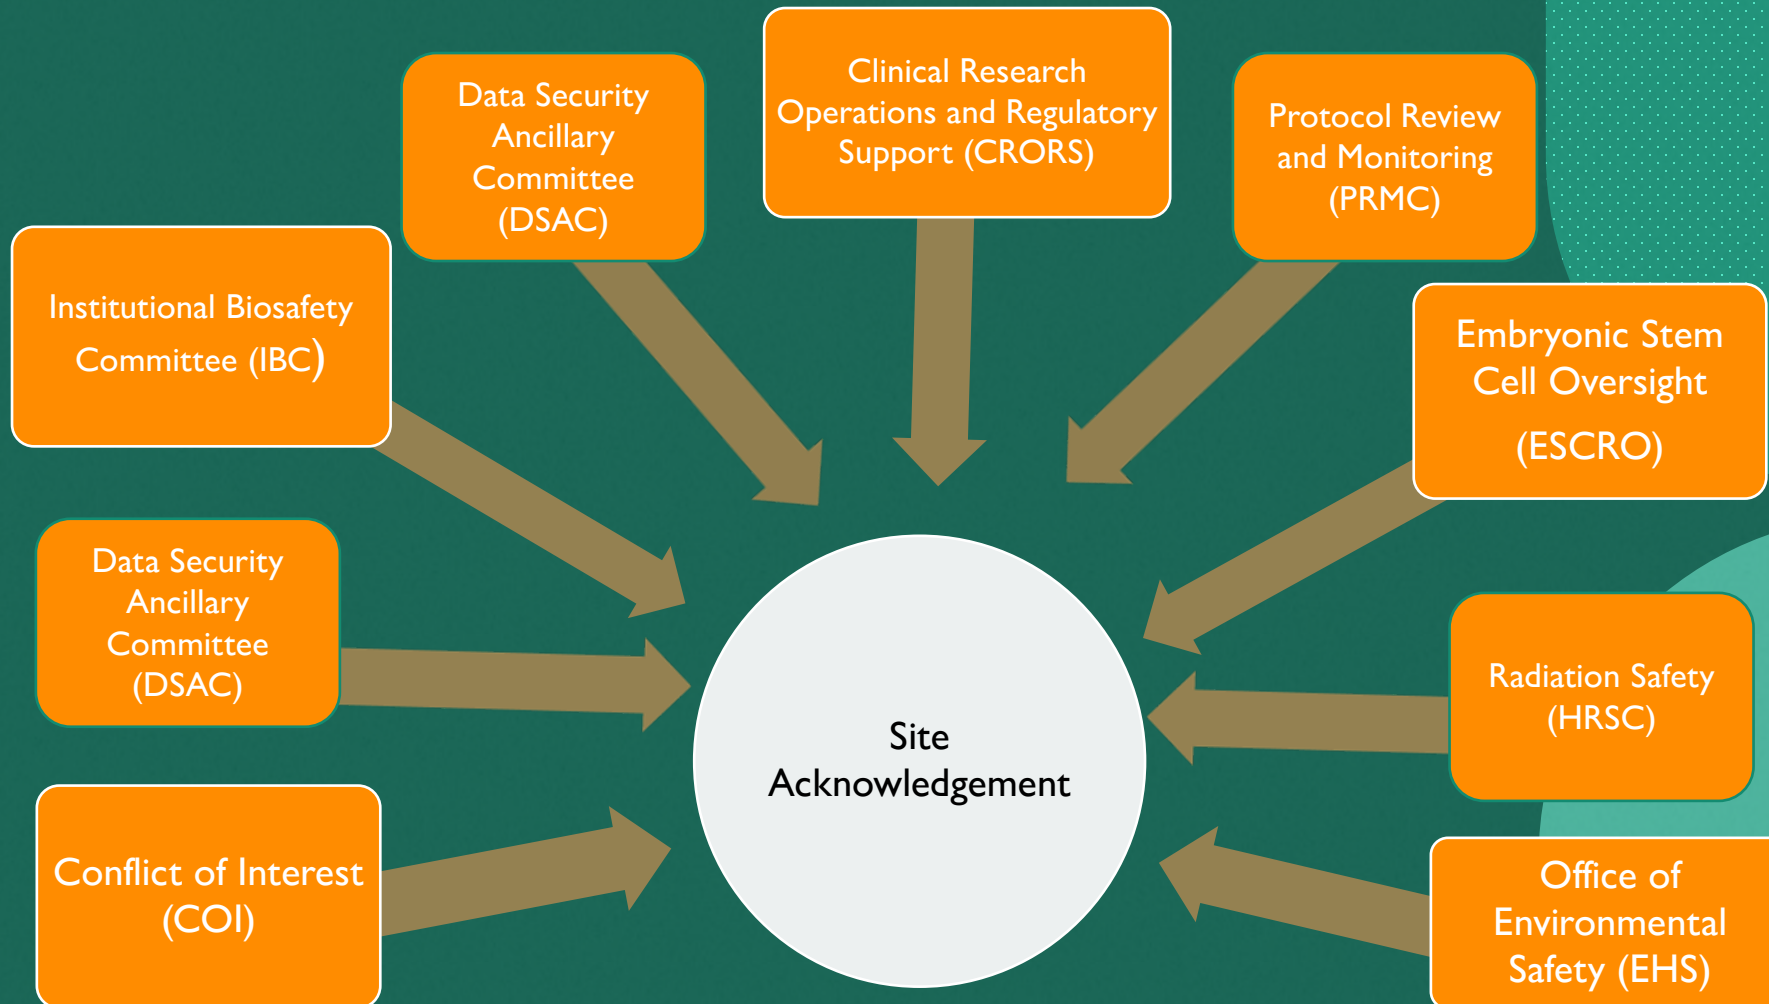 Clinical Research
Operations and Regulatory
Support (CRORS)
Data Security
Ancillary
Committee
(DSAC)
Protocol Review
and Monitoring
(PRMC)
Institutional Biosafety
Committee (IBC)
Embryonic Stem
Cell Oversight
(ESCRO)
Data Security
Ancillary
Committee
(DSAC)
Radiation Safety
(HRSC)
Site
Acknowledgement
Conflict of Interest
(COI)
Office of
Environmental
Safety (EHS)